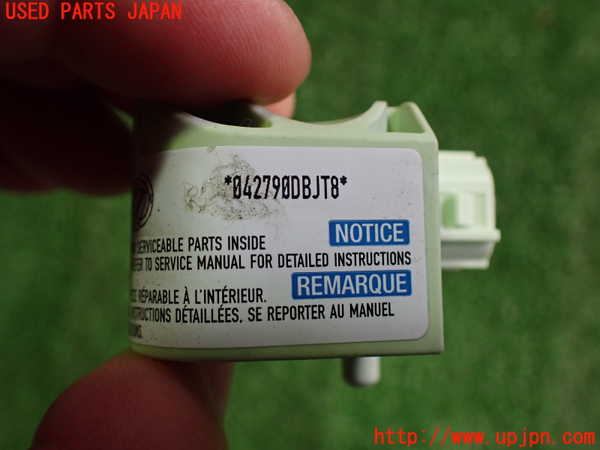 USED PARTS JAPAN
*042790DBJT8*
NOTICE
SERVICEABLE PARTS INSIDE
TO SERVICE MANUAL FOR DETAILED INSTRUCTIONS
REMARQUE
RÉPARABLE À L'INTÉRIEUR.
DÉTAILLÉES, SE REPORTER AU MANUEL
http://www.upjpn.com/